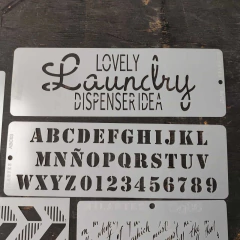 LOVELY
Laundry
DISPENSER IDEA
ABCDEFGHIJKL
MNÑOPQRSTUV
WXYZ0123456789